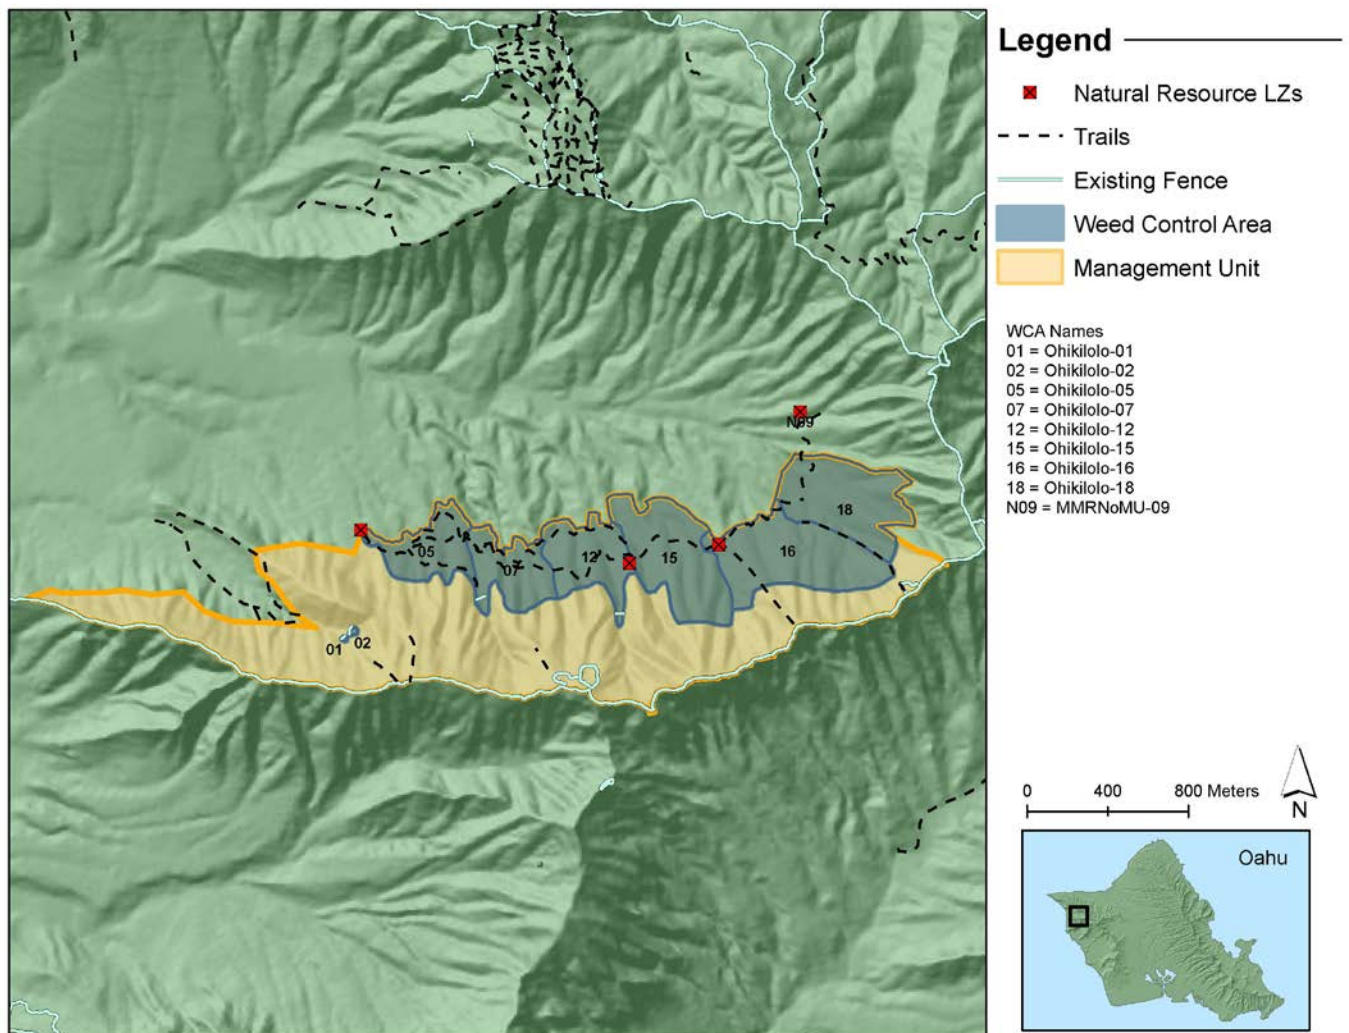 Legend
Natural Resource LZs
Trails
Existing Fence
Weed Control Area
Management Unit
WCA Names
01 = Ohikilolo-01
02 = Ohikilolo-02
05 = Ohikilolo-05
07 = Ohikilolo-07
12 = Ohikilolo-12
15 = Ohikilolo-15
16 = Ohikilolo-16
18 = Ohikilolo-18
N09 = MMRNoMU-09
N09
18
05
07
12
15
16
01
02
0 400 800 Meters
N
Oahu